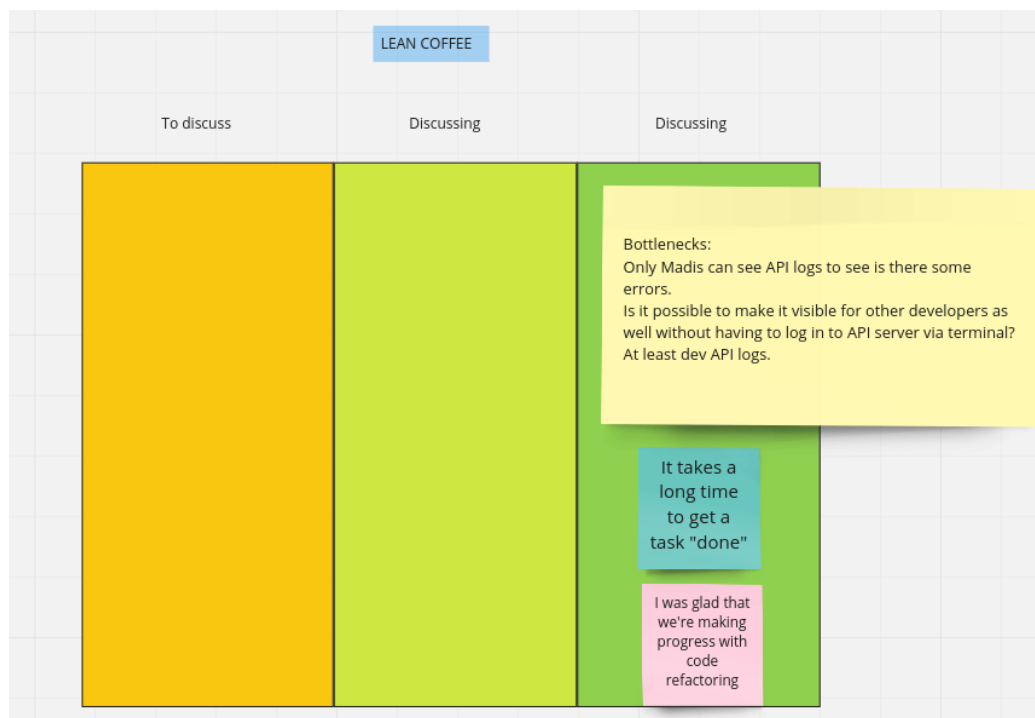 LEAN COFFEE
To discuss
Discussing
Discussing
Bottlenecks:
Only Madis can see API logs to see is there some
errors.
Is it possible to make it visible for other developers as
well without having to log in to API server via terminal?
At least dev API logs.
It takes a
long time
to get a
task "done"
I was glad that
we're making
progress with
code
refactoring